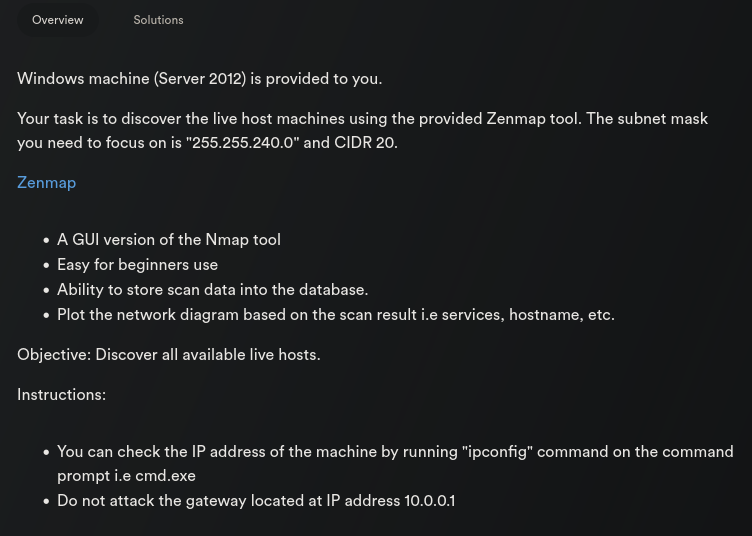 Overview Solutions
Windows machine (Server 2012) is provided to you.
Your task is to discover the live host machines using the provided Zenmap tool. The subnet mask
you need to focus on is "255.255.240.0" and CIDR 20.
Zenmap
• A GUI version of the Nmap tool
• Easy for beginners use
• Ability to store scan data into the database.
• Plot the network diagram based on the scan result i.e services, hostname, etc.
Objective: Discover all available live hosts.
Instructions:
• You can check the IP address of the machine by running "ipconfig" command on the command
prompt i.e cmd.exe
• Do not attack the gateway located at IP address 10.0.0.1